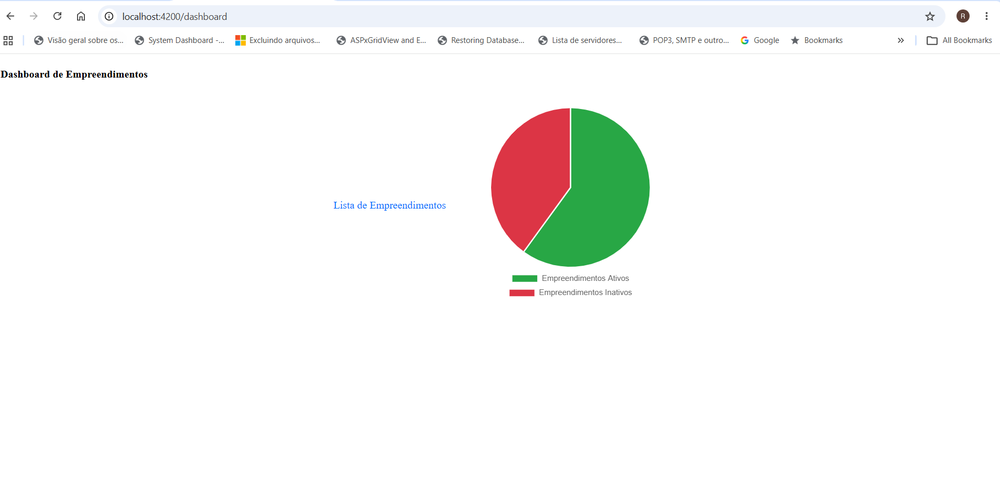 localhost:4200/dashboard
R
Visão geral sobre os... System Dashboard -... Excluindo arquivos... ASPxGridView and E... Restoring Database... Lista de servidores... POP3, SMTP e outro... Google Bookmarks » All Bookmarks
Dashboard de Empreendimentos
Lista de Empreendimentos
Empreendimentos Ativos
Empreendimentos Inativos